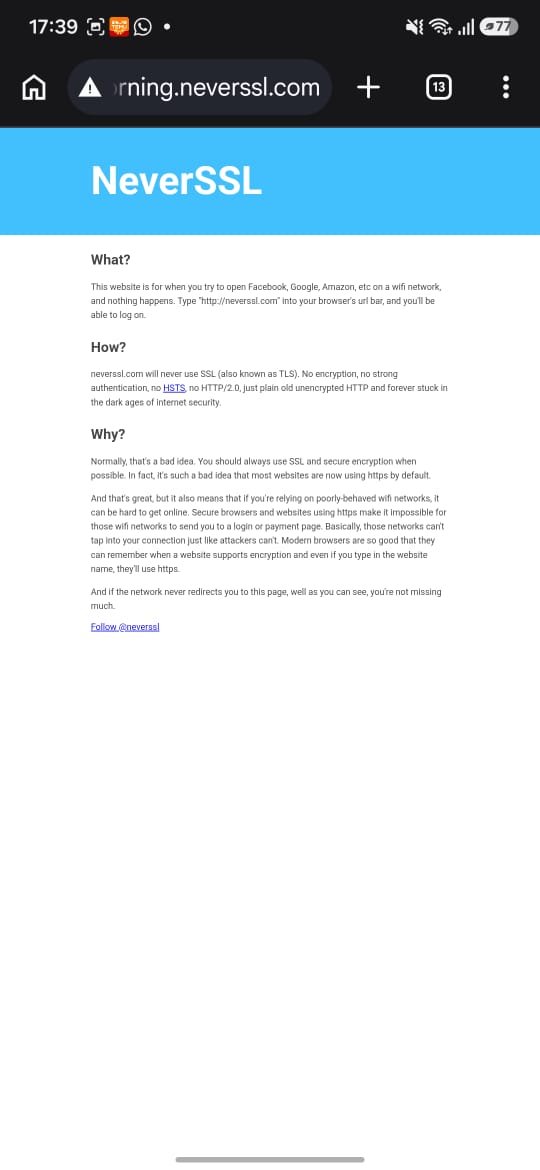 17:39
77
rning.neverssl.com
13
NeverSSL
What?
This website is for when you try to open Facebook, Google, Amazon, etc on a wifi network,
and nothing happens. Type "http://neverssl.com" into your browser's url bar, and you'll be
able to log on.
How?
neverssl.com will never use SSL (also known as TLS). No encryption, no strong
authentication, no HSTS, no HTTP/2.0, just plain old unencrypted HTTP and forever stuck in
the dark ages of internet security.
Why?
Normally, that's a bad idea. You should always use SSL and secure encryption when
possible. In fact, it's such a bad idea that most websites are now using https by default.
And that's great, but it also means that if you're relying on poorly-behaved wifi networks, it
can be hard to get online. Secure browsers and websites using https make it impossible for
those wifi networks to send you to a login or payment page. Basically, those networks can't
tap into your connection just like attackers can't. Modern browsers are so good that they
can remember when a website supports encryption and even if you type in the website
name, they'll use https.
And if the network never redirects you to this page, well as you can see, you're not missing
much.
Follow @neverssl